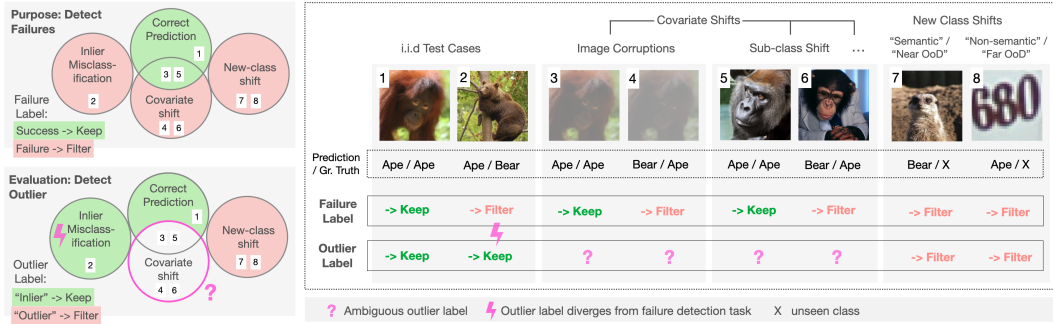 Purpose: Detect
Failures
Correct
Prediction
1
Inlier
Misclass-
ification
2
3 5
New-class
shift
7 8
Covariate
shift
4 6
Failure
Label:
Success -> Keep
Failure -> Filter
Evaluation: Detect
Outlier
Correct
Prediction
1
Inlier
Misclass-
ification
2
3 5
New-class
shift
7 8
Covariate
shift
4 6
?
Outlier
Label:
“Inlier” -> Keep
“Outlier” -> Filter
Covariate Shifts
New Class Shifts
i.i.d Test Cases
Image Corruptions
Sub-class Shift
...
“Semantic” /
“Near OoD”
“Non-semantic” /
“Far OoD”
1 2 3 4 5 6 7 8
680
Prediction
/ Gr. Truth
Ape / Ape Ape / Bear Ape / Ape Bear / Ape Ape / Ape Bear / Ape Bear / X Ape / X
Failure
Label
-> Keep -> Filter -> Keep -> Filter -> Keep -> Filter -> Filter -> Filter
Outlier
Label
-> Keep -> Keep ? ? ? ? -> Filter -> Filter
? Ambiguous outlier label Outlier label diverges from failure detection task X unseen class